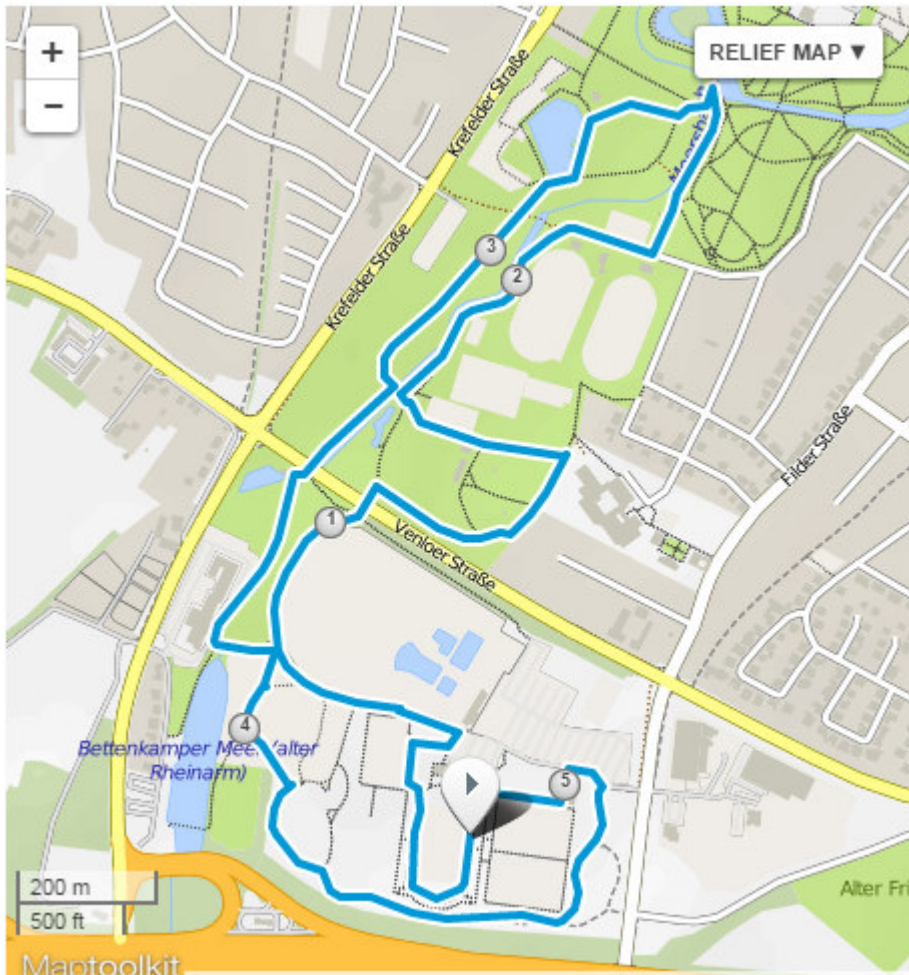 +
−
RELIEF MAP ▼
Krefelder Straße
Krefelder Straße
3
2
Filder Straße
1
Venloer Straße
4
Bettenkamper Meer (alter
Rheinarm)
5
200 m
500 ft
Alter Fri
Maptoolkit